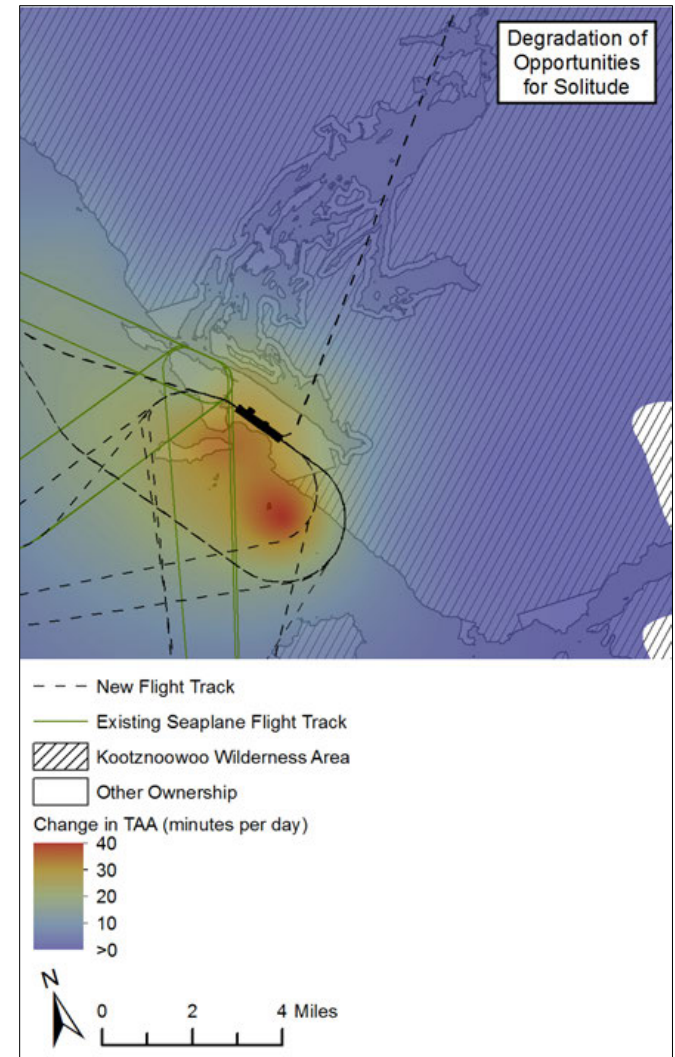 Degradation of
Opportunities
for Solitude
New Flight Track
Existing Seaplane Flight Track
Kootznoowoo Wilderness Area
Other Ownership
Change in TAA (minutes per day)
40
30
20
10
>0
N
0 2 4 Miles